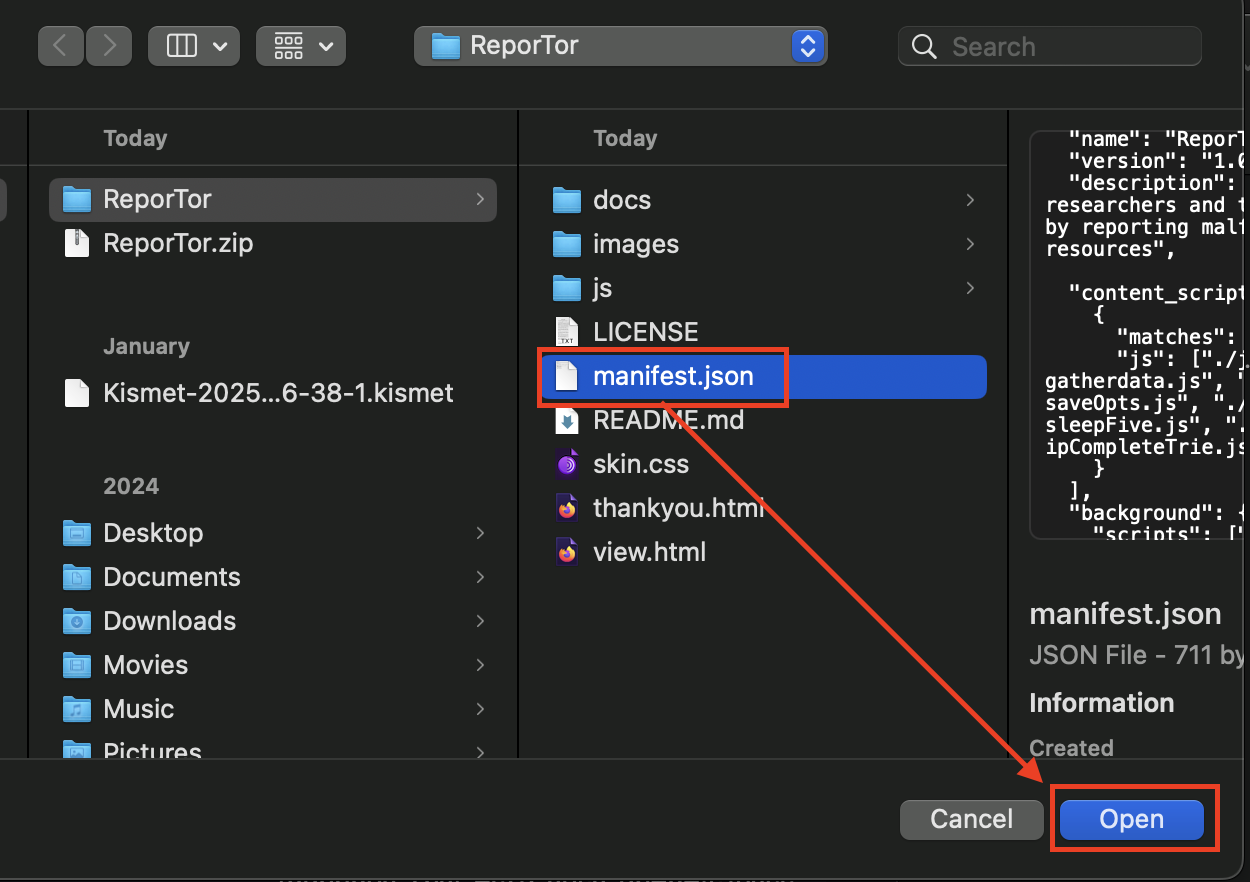 ReporTor
Search
Today
ReporTor
ReporTor.zip
January
Kismet-2025...6-38-1.kismet
2024
Desktop
Documents
Downloads
Movies
Music
Pictures
Today
docs
images
js
LICENSE
manifest.json
README.md
skin.css
thankyou.html
view.html
"name": "ReporT
"version": "1.0
"description":
researchers and t
by reporting malf
resources",
"content_script
{
"matches":
"js": ["./j
gatherdata.js", "
saveOpts.js", "./
sleepFive.js", ".
ipCompleteTrie.js
}
],
"background": {
"scripts": ["
manifest.json
JSON File - 711 by
Information
Created
Cancel
Open